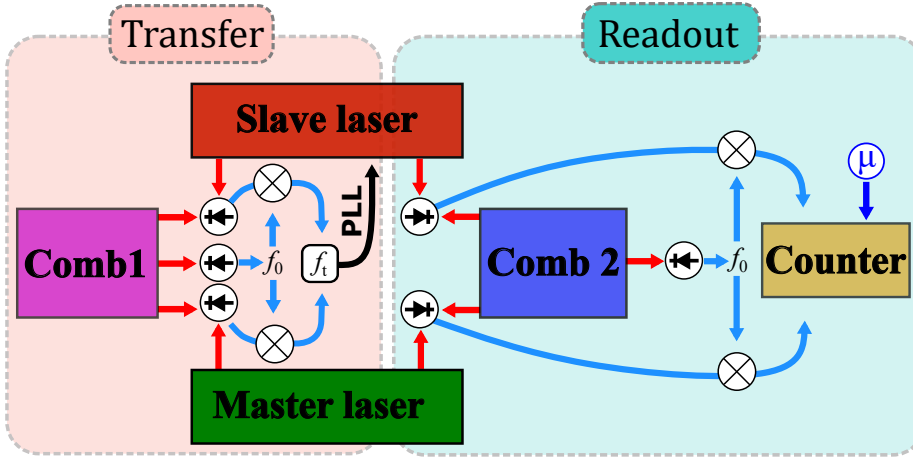 Transfer
Readout
Slave laser
PLL
Comb1
f0
ft
Comb 2
f0
μ
Counter
Master laser